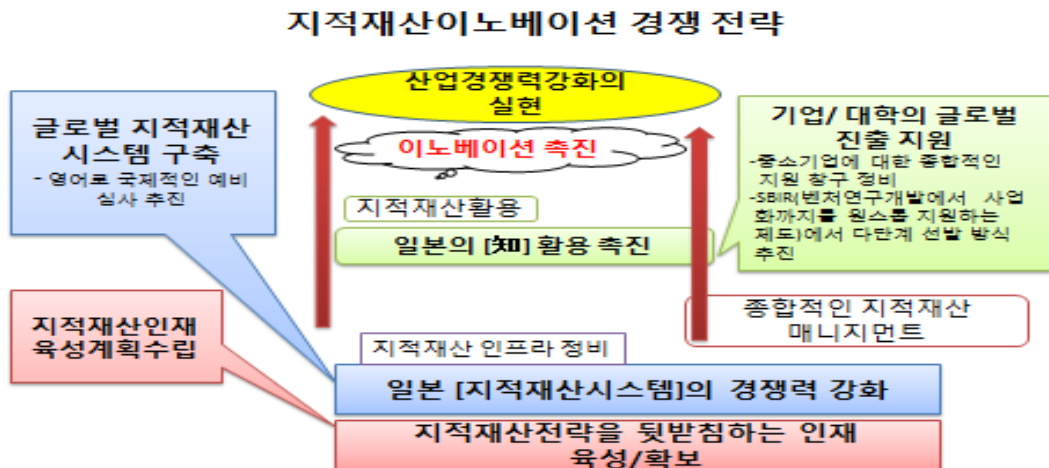 지적재산이노베이션 경쟁 전략
산업경쟁력강화의
실현
이노베이션 촉진
글로벌 지적재산
시스템 구축
- 영어로 국제적인 예비
심사 추진
기업/ 대학의 글로벌
진출 지원
-중소기업에 대한 종합적인
지원 창구 정비
-SBIR(벤처연구개발에서 사업
화까지를 원스톱 지원하는
제도)에서 다단계 선발 방식
추진
지적재산활용
일본의 [知] 활용 촉진
지적재산인재
육성계획수립
종합적인 지적재산
매니지먼트
지적재산 인프라 정비
일본 [지적재산시스템]의 경쟁력 강화
지적재산전략을 뒷받침하는 인재
육성/확보